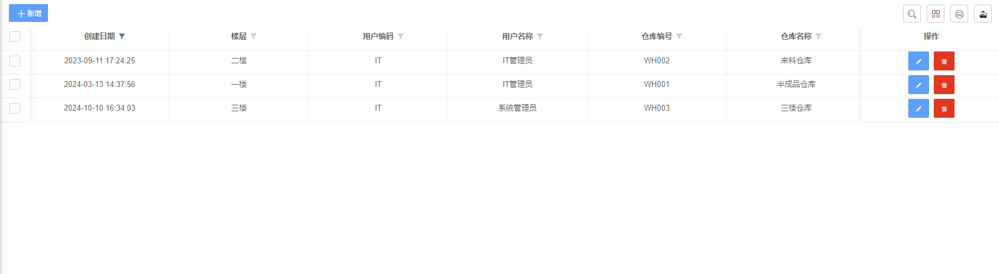 新增
创建日期 楼层 用户编码 用户名称 仓库编号 仓库名称 操作
2023-09-11 17:24:25 二楼 IT IT管理员 WH002 来料仓库
2024-03-13 14:37:56 一楼 IT IT管理员 WH001 半成品仓库
2024-10-10 16:34:03 三楼 IT 系统管理员 WH003 三楼仓库